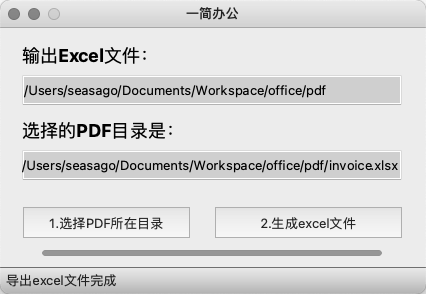 一简办公
输出Excel文件：
/Users/seasago/Documents/Workspace/office/pdf
选择的PDF目录是：
/Users/seasago/Documents/Workspace/office/pdf/invoice.xlsx
1.选择PDF所在目录
2.生成excel文件
导出excel文件完成